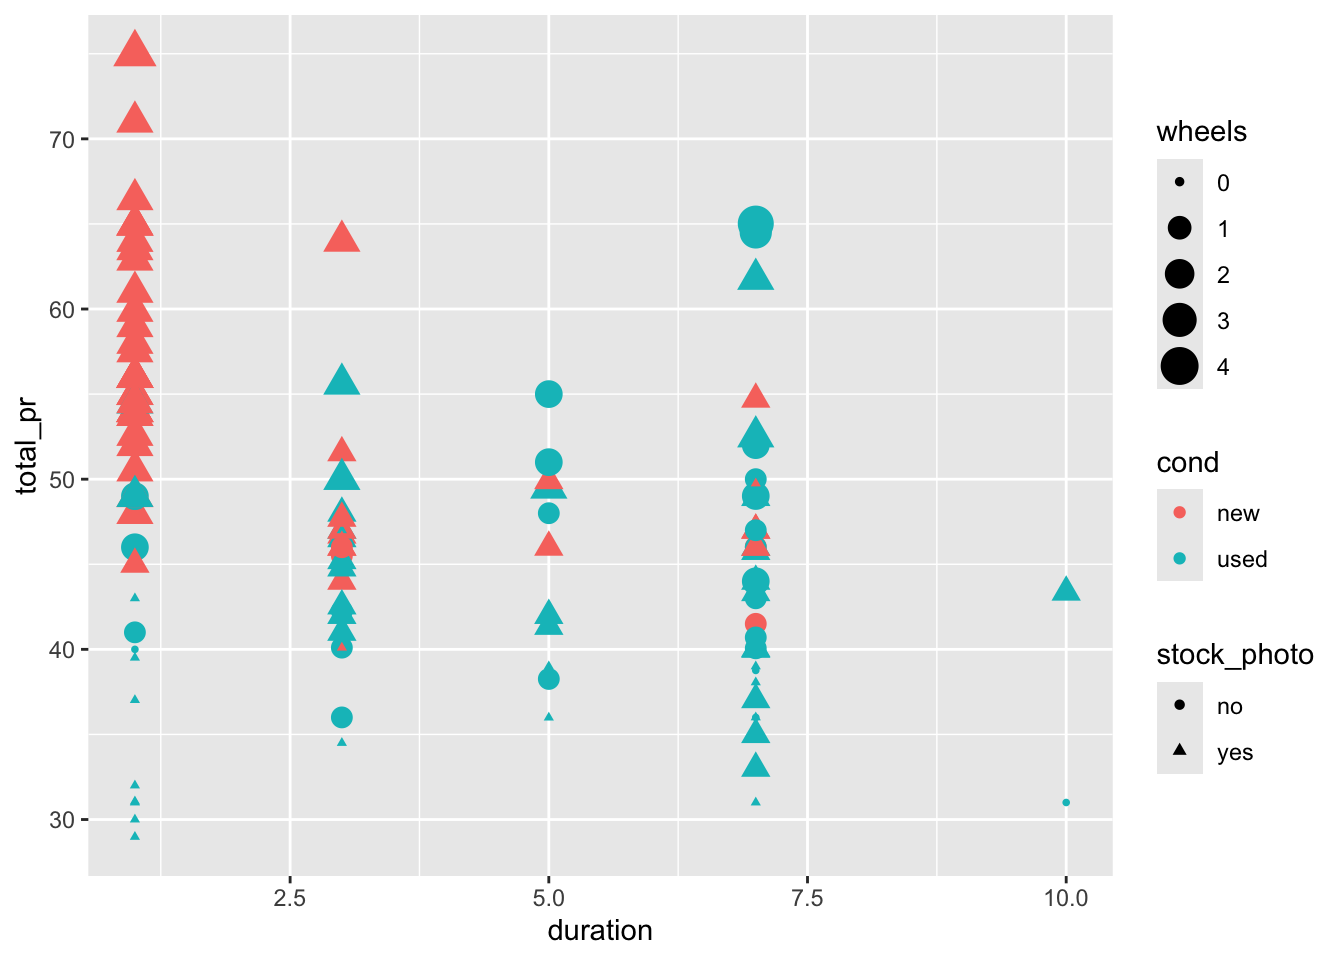 70
60
50
40
30
total_pr
2.5 5.0 7.5 10.0
duration
wheels
0
1
2
3
4
cond
new
used
stock_photo
no
yes